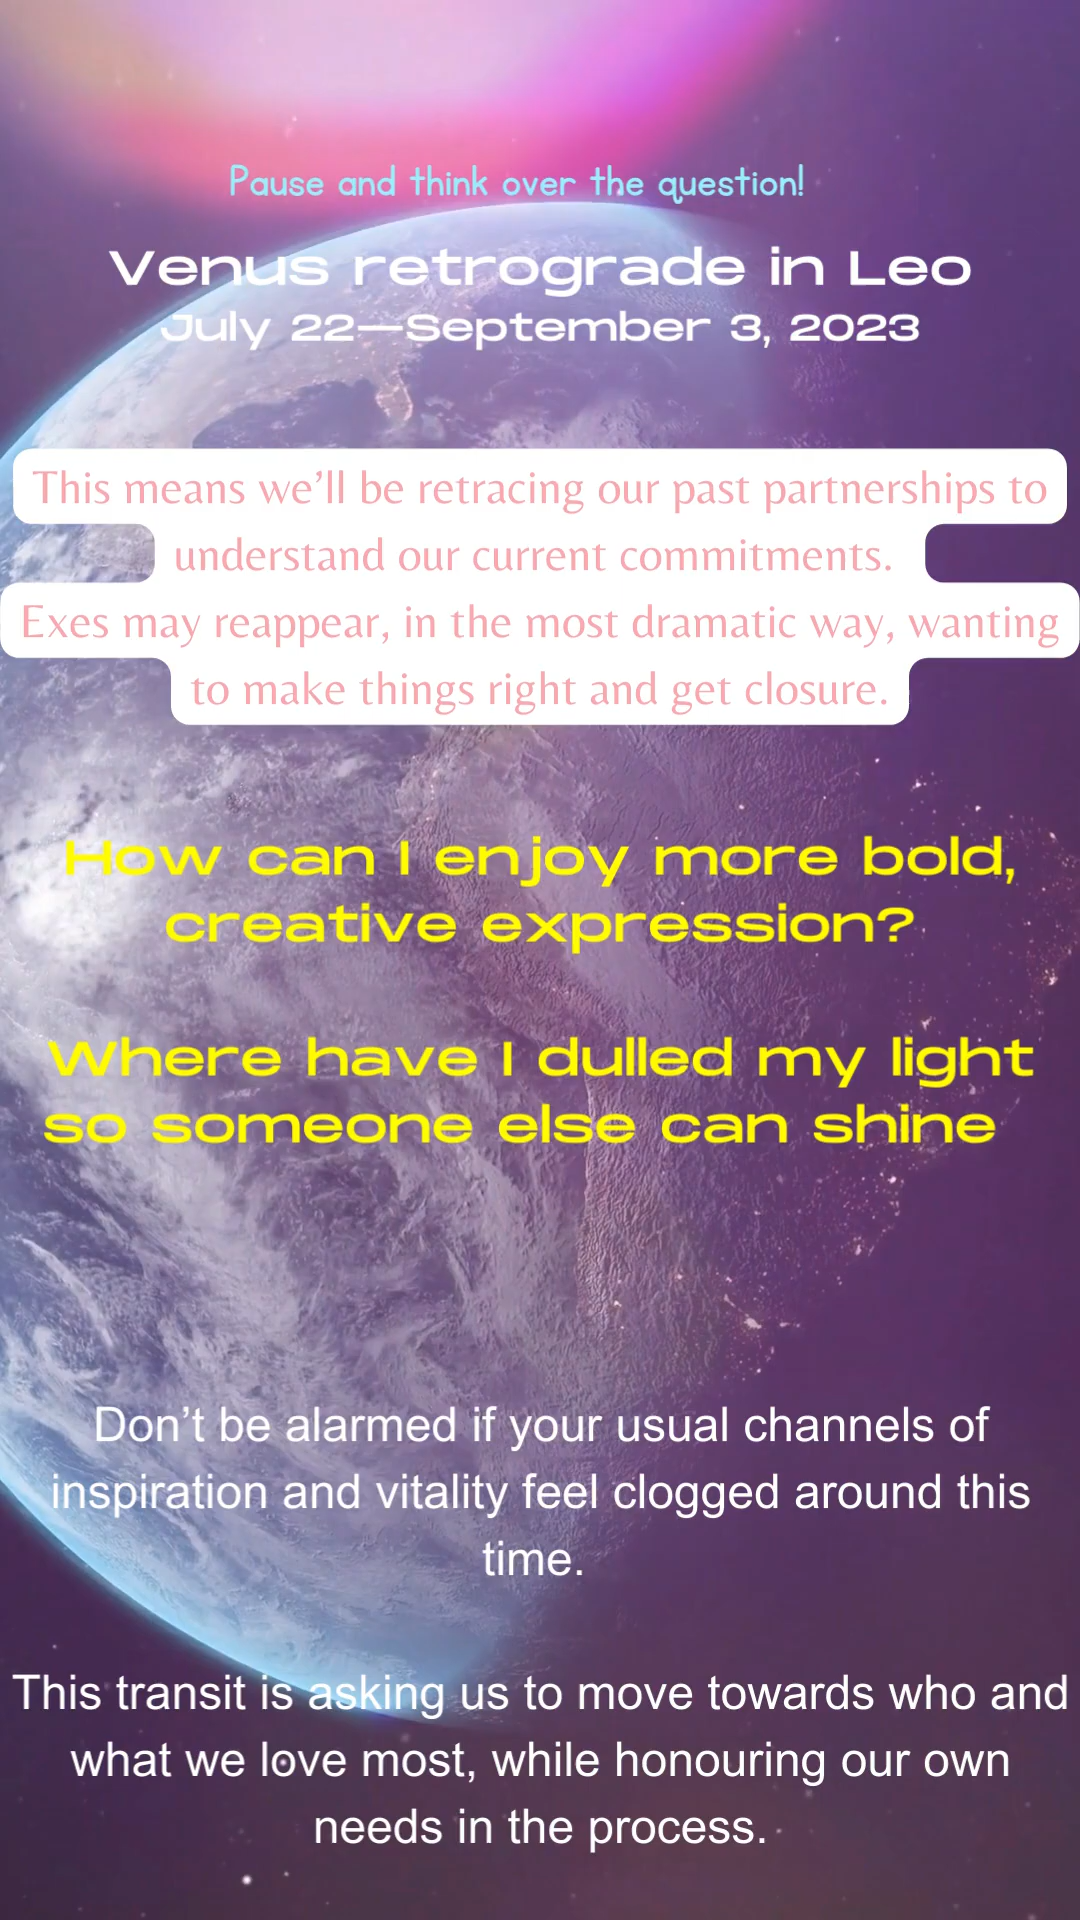 Pause and think over the question!
Venus retrograde in Leo
July 22—September 3, 2023
This means we’ll be retracing our past partnerships to
understand our current commitments.
Exes may reappear, in the most dramatic way, wanting
to make things right and get closure.
How can I enjoy more bold,
creative expression?
Where have I dulled my light
so someone else can shine
Don’t be alarmed if your usual channels of
inspiration and vitality feel clogged around this
time.
This transit is asking us to move towards who and
what we love most, while honouring our own
needs in the process.